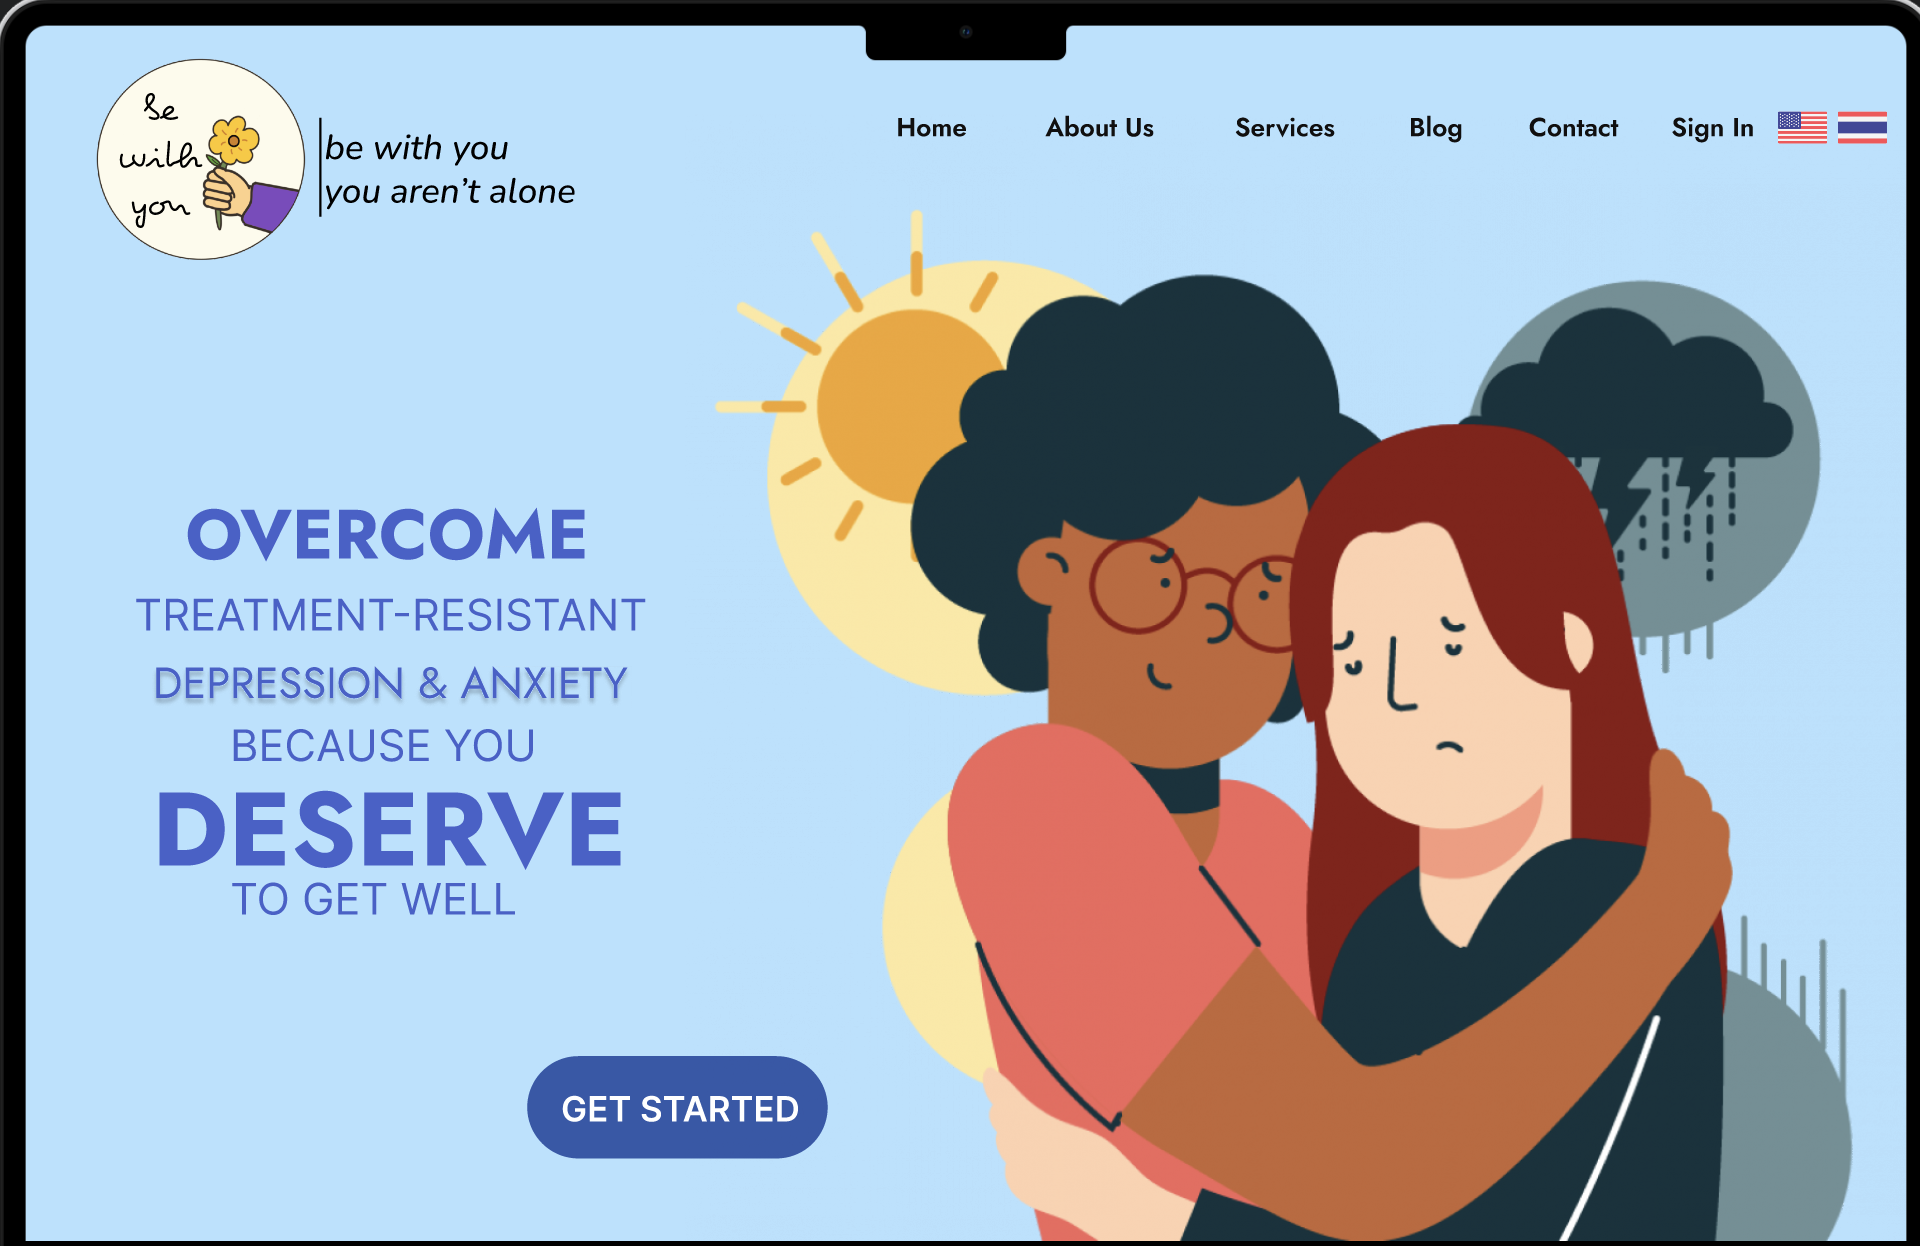 be
with
you
be with you
you aren't alone
Home About Us Services Blog Contact Sign In
OVERCOME
TREATMENT-RESISTANT
DEPRESSION & ANXIETY
BECAUSE YOU
DESERVE
TO GET WELL
GET STARTED